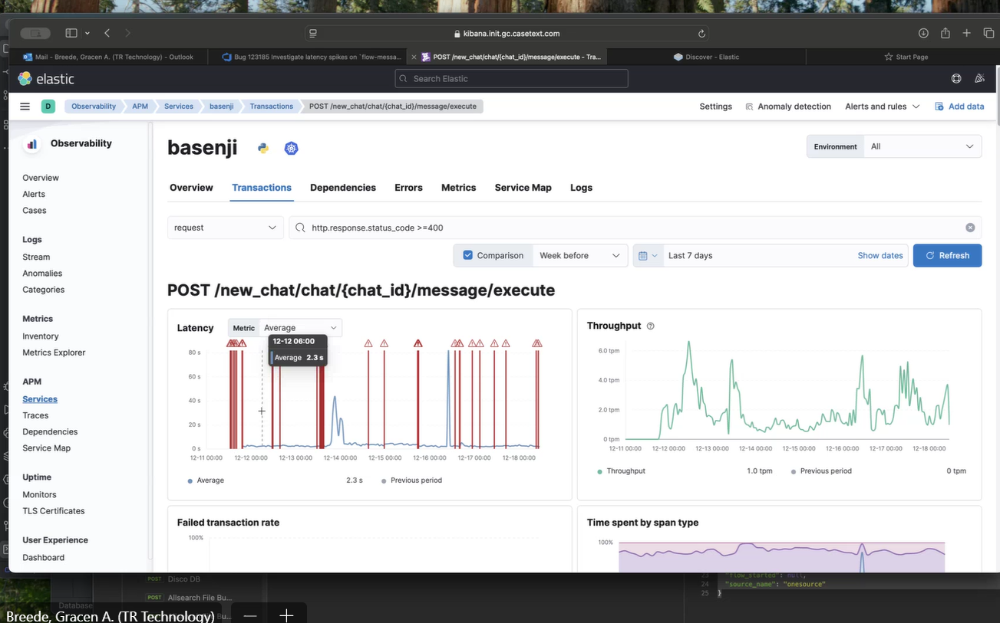 kibana.init.gc.casetext.com
Mail - Breede, Gracen A. (TR Technology) - Outlook
Bug 123185 Investigate latency spikes on `flow-messa...
POST /new_chat/chat/{chat_id}/message/execute - Tra...
Discover - Elastic
Start Page
elastic
Search Elastic
D
Observability
APM
Services
basenji
Transactions
POST /new_chat/chat/{chat_id}/message/execute
Settings
Anomaly detection
Alerts and rules
Add data
Observability
Overview
Alerts
Cases
Logs
Stream
Anomalies
Categories
Metrics
Inventory
Metrics Explorer
APM
Services
Traces
Dependencies
Service Map
Uptime
Monitors
TLS Certificates
User Experience
Dashboard
basenji
Environment
All
Overview
Transactions
Dependencies
Errors
Metrics
Service Map
Logs
request
http.response.status_code >=400
Comparison
Week before
Last 7 days
Show dates
Refresh
POST /new_chat/chat/{chat_id}/message/execute
Latency
Metric
Average
12-12 06:00
Average 2.3 s
80 s
60 s
40 s
20 s
0 s
12-11 00:00
12-12 00:00
12-13 00:00
12-14 00:00
12-15 00:00
12-16 00:00
12-17 00:00
12-18 00:00
Average
2.3 s
Previous period
Throughput
6.0 tpm
4.0 tpm
2.0 tpm
0 tpm
12-11 00:00
12-12 00:00
12-13 00:00
12-14 00:00
12-15 00:00
12-16 00:00
12-17 00:00
12-18 00:00
Throughput
1.0 tpm
Previous period
0 tpm
Failed transaction rate
100%
Time spent by span type
100%
POST Disco DB
POST Allsearch File Bu...
Database
23 "flow_started": null,
24 "source_name": "onesource"
25 }
Breede, Gracen A. (TR Technology)